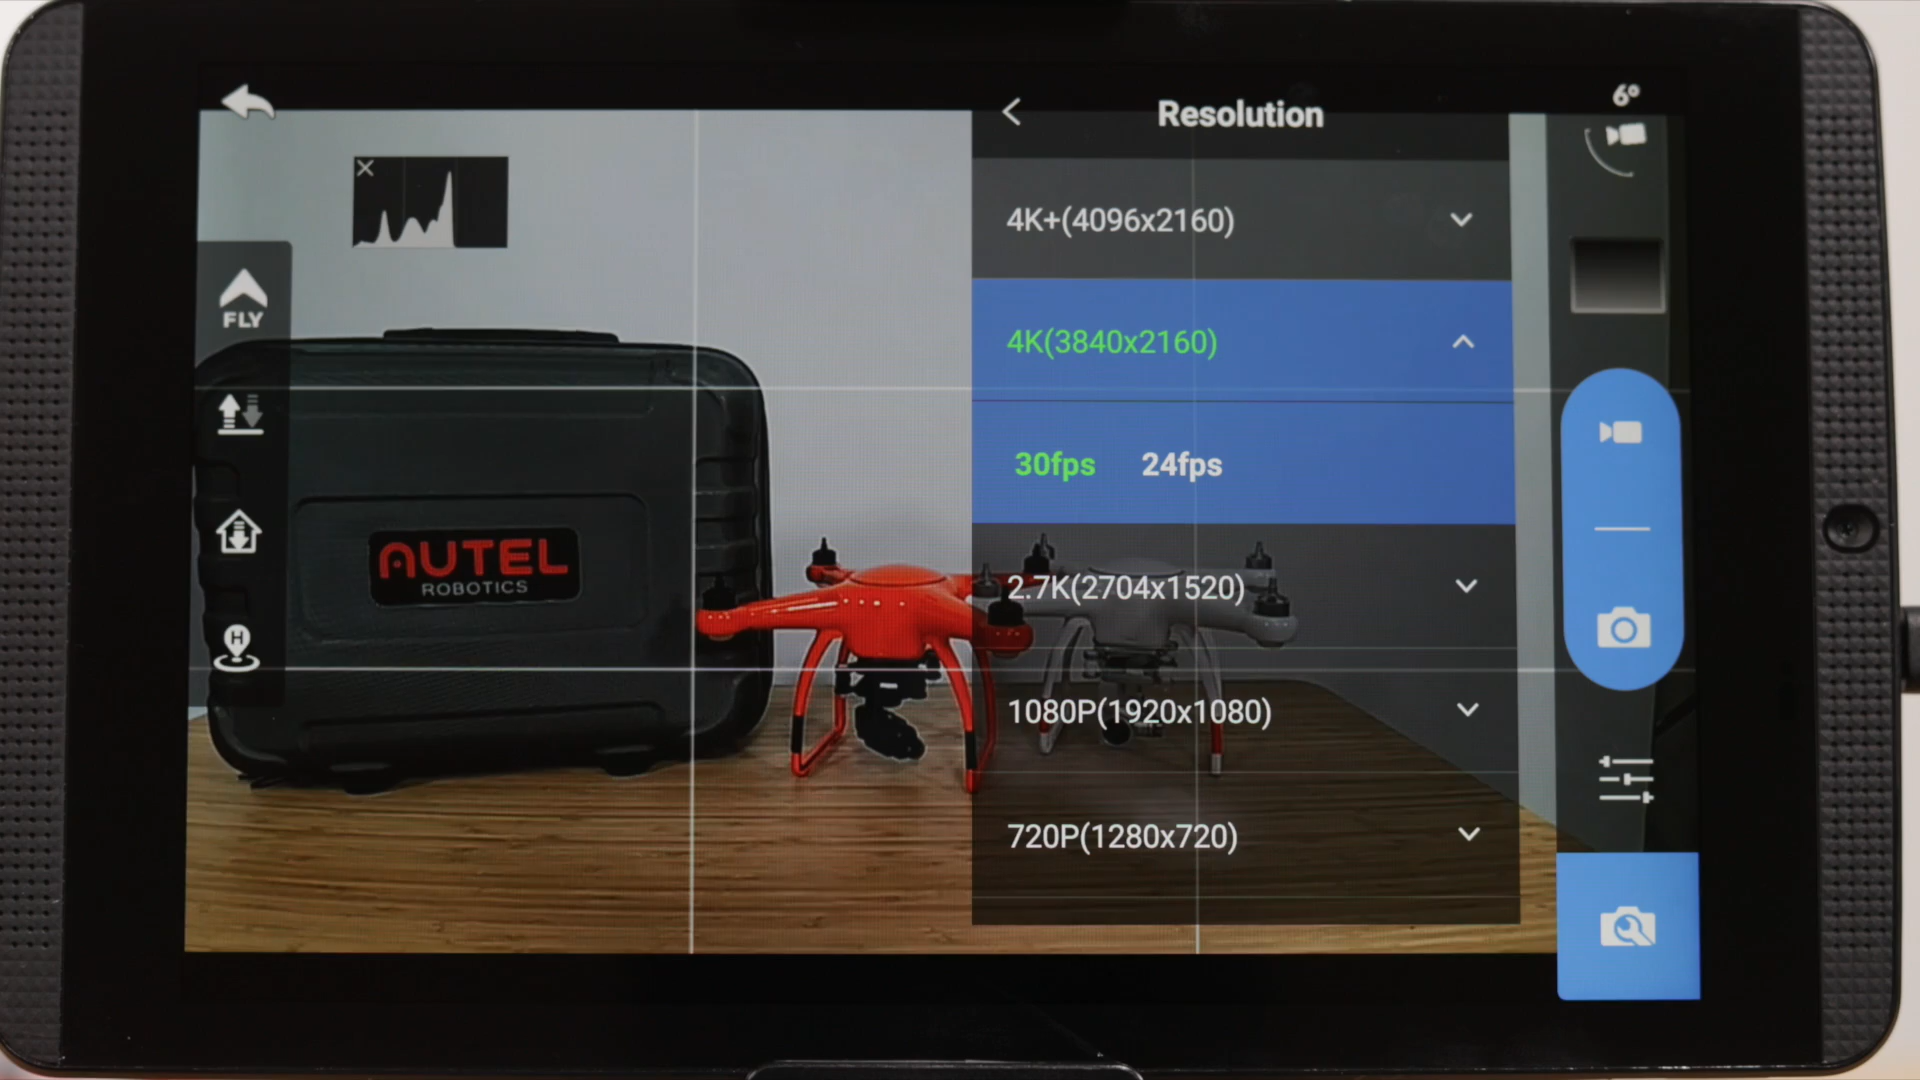 6°
Resolution
4K+(4096x2160)
FLY
4K(3840x2160)
30fps 24fps
AUTEL
ROBOTICS
2.7K(2704x1520)
H
1080P(1920x1080)
720P(1280x720)